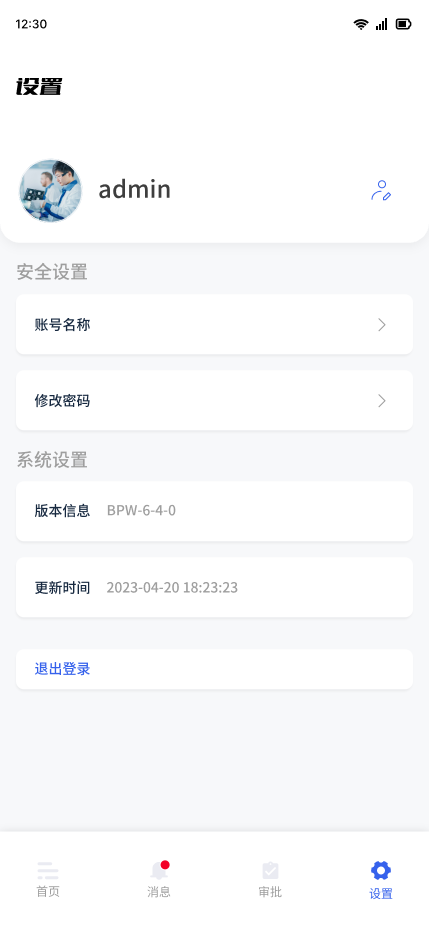 12:30
设置
admin
安全设置
账号名称
修改密码
系统设置
版本信息 BPW-6-4-0
更新时间 2023-04-20 18:23:23
退出登录
首页 消息 审批 设置